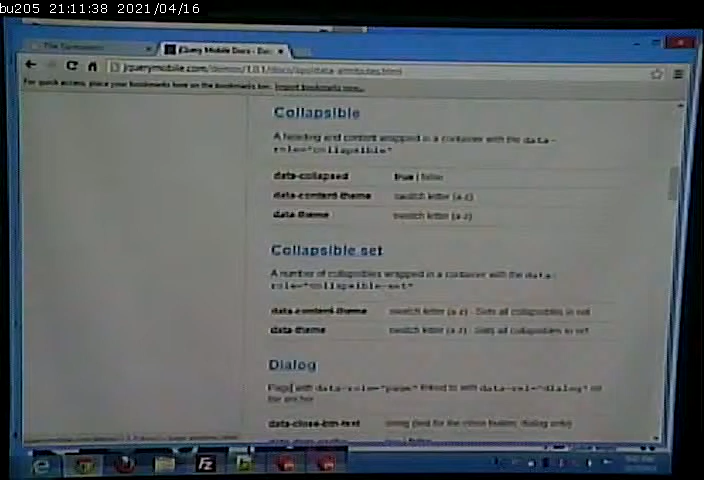 bu205 21:11:38 2021/04/16
jQuery Mobile Docs - Doc
jquerymobile.com/demos/1.0.1/docs/api/data-attributes.html
For quick access, place your bookmarks here on the bookmarks bar. Import bookmarks now...
Collapsible
A heading and content wrapped in a container with the data-
role="collapsible"
data-collapsed true | false
data-content-theme swatch letter (a-z)
data-theme swatch letter (a-z)
Collapsible set
A number of collapsibles wrapped in a container with the data-
role="collapsible-set"
data-content-theme swatch letter (a-z) - Sets all collapsibles in set
data-theme swatch letter (a-z) - Sets all collapsibles in set
Dialog
Page with data-role="page" linked to with data-rel="dialog" on
the anchor
data-close-btn-text string (text for the close button, dialog only)
Fz